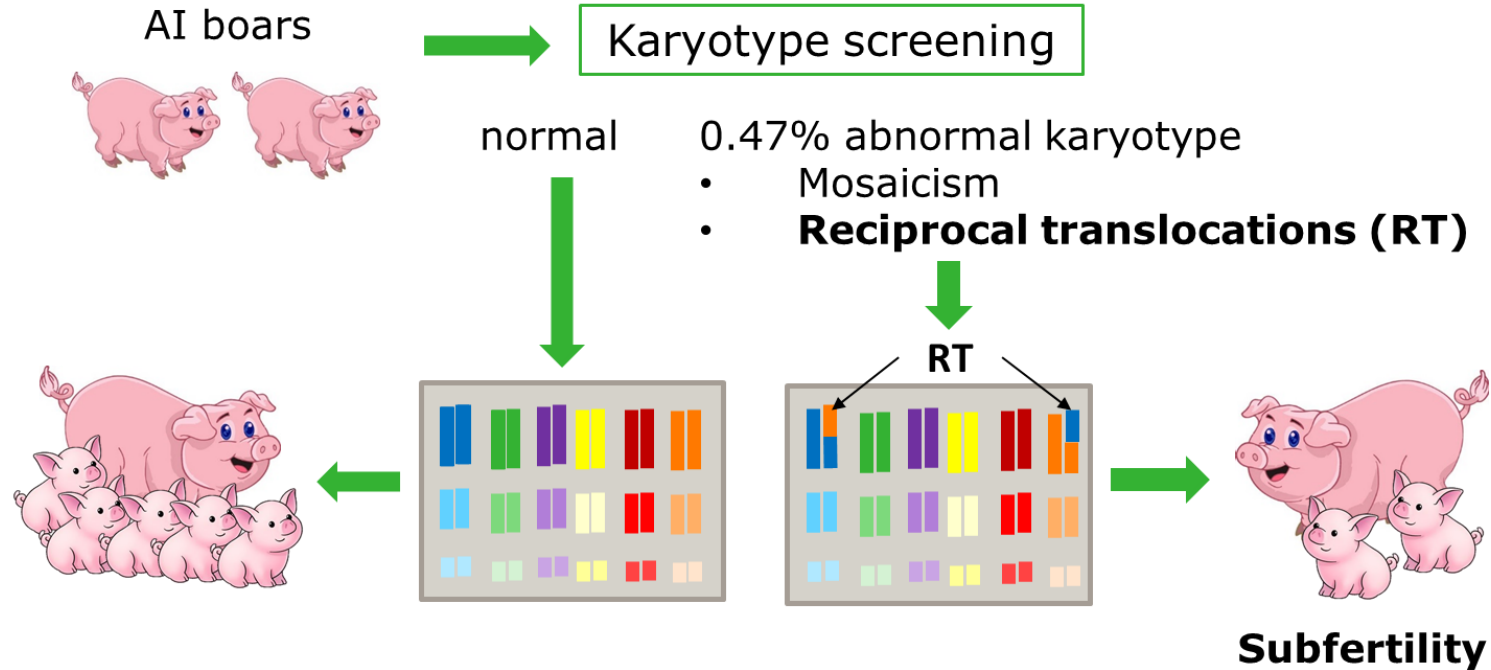 AI boars
Karyotype screening
normal
0.47% abnormal karyotype
• Mosaicism
• Reciprocal translocations (RT)
RT
Subfertility